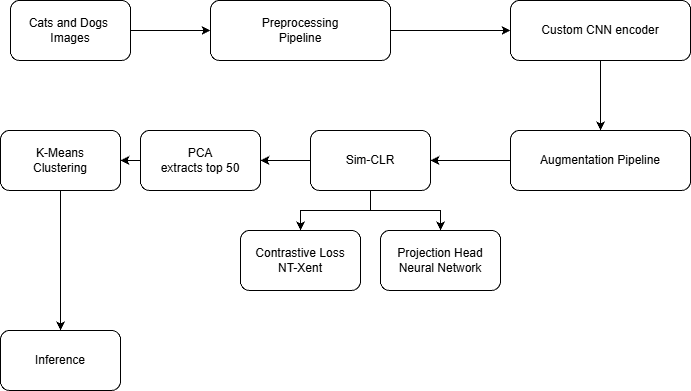 Cats and Dogs
Images
Preprocessing
Pipeline
Custom CNN encoder
K-Means
Clustering
PCA
extracts top 50
Sim-CLR
Augmentation Pipeline
Contrastive Loss
NT-Xent
Projection Head
Neural Network
Inference